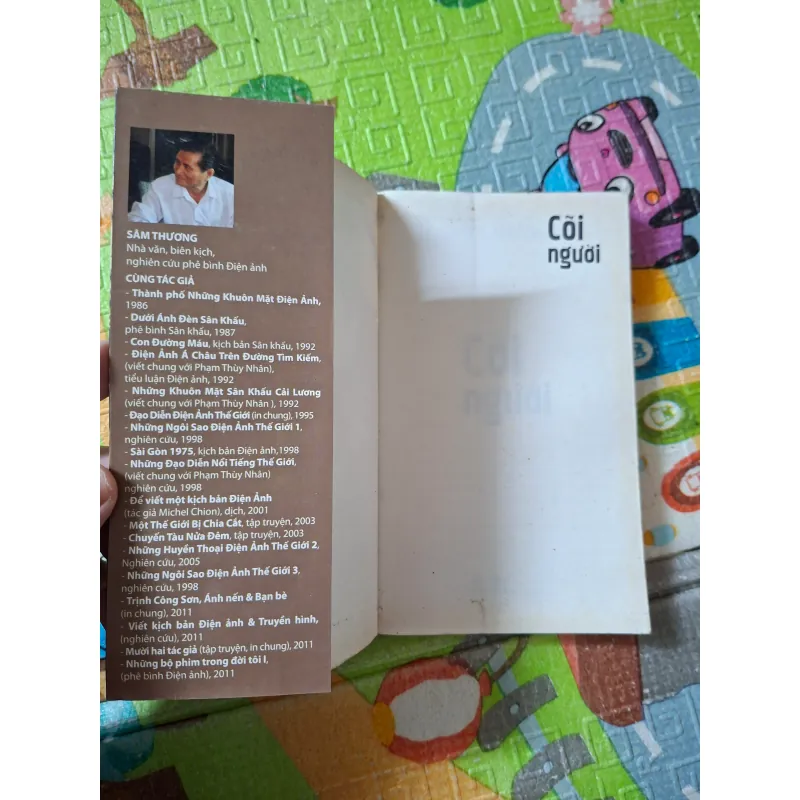 SÂM THƯƠNG
Nhà văn, biên kịch,
nghiên cứu phê bình Điện ảnh
CÙNG TÁC GIẢ
- Thành phố Những Khuôn Mặt Điện Ảnh,
1986
- Dưới Ánh Đèn Sân Khấu,
phê bình Sân khấu, 1987
- Con Đường Máu, kịch bản Sân khấu, 1992
- Điện Ảnh Á Châu Trên Đường Tìm Kiếm,
(viết chung với Phạm Thùy Nhân),
tiểu luận Điện ảnh, 1992
- Những Khuôn Mặt Sân Khấu Cải Lương
(viết chung với Phạm Thùy Nhân ), 1992
- Đạo Diễn Điện Ảnh Thế Giới (in chung), 1995
- Những Ngôi Sao Điện Ảnh Thế Giới 1,
nghiên cứu, 1998
- Sài Gòn 1975, kịch bản Điện ảnh,1998
- Những Đạo Diễn Nổi Tiếng Thế Giới,
(viết chung với Phạm Thùy Nhân)
nghiên cứu, 1998
- Để viết một kịch bản Điện Ảnh
(tác giả Michel Chion), dịch, 2001
- Một Thế Giới Bị Chia Cắt, tập truyện, 2003
- Chuyến Tàu Nửa Đêm, tập truyện, 2003
- Những Huyền Thoại Điện Ảnh Thế Giới 2,
Nghiên cứu, 2005
- Những Ngôi Sao Điện Ảnh Thế Giới 3,
nghiên cứu, 1998
- Trịnh Công Sơn, Ánh nến & Bạn bè
(in chung), 2011
- Viết kịch bản Điện ảnh & Truyền hình,
(nghiên cứu), 2011
- Mười hai tác giả (tập truyện, in chung), 2011
- Những bộ phim trong đời tôi I,
(phê bình Điện ảnh), 2011
Cõi
người
Cõi
người